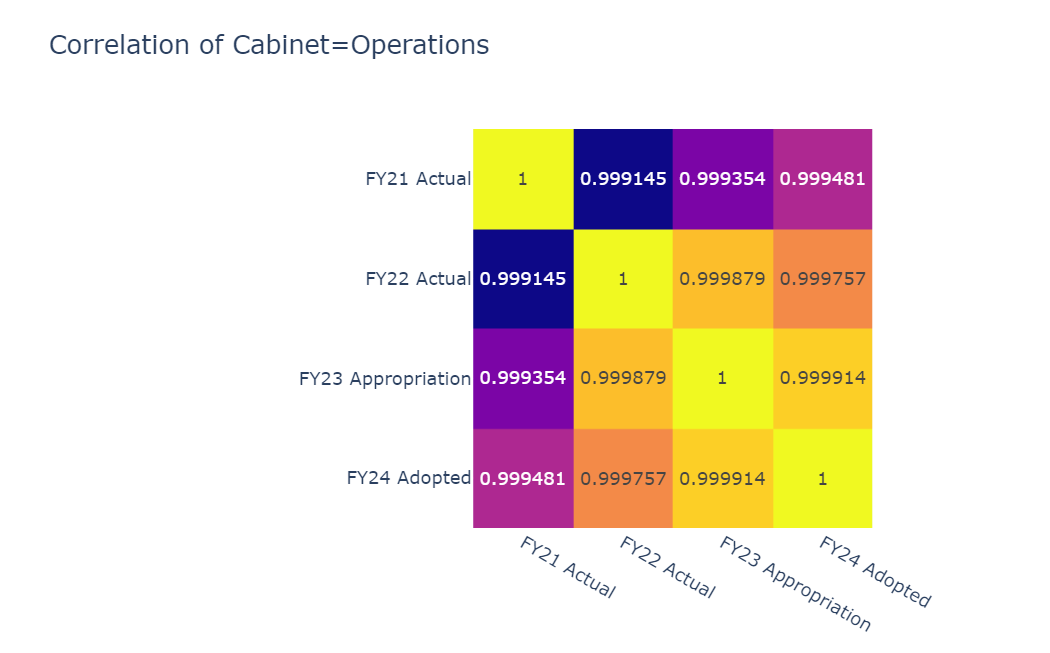 Correlation of Cabinet=Operations
FY21 Actual 1 0.999145 0.999354 0.999481
FY22 Actual 0.999145 1 0.999879 0.999757
FY23 Appropriation 0.999354 0.999879 1 0.999914
FY24 Adopted 0.999481 0.999757 0.999914 1
FY21 Actual FY22 Actual FY23 Appropriation FY24 Adopted